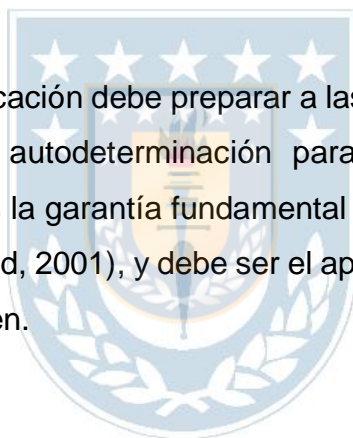 cación debe preparar a las
autodeterminación para
la garantía fundamental
d, 2001), y debe ser el ap
en.